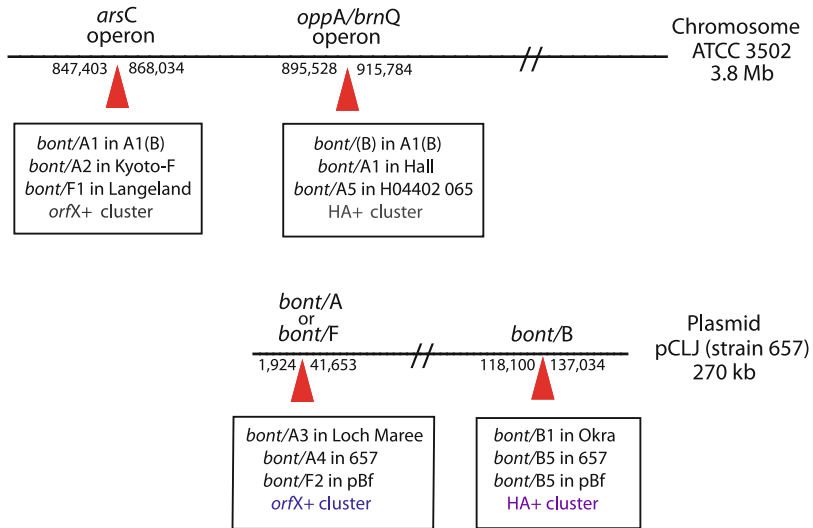 arsC
operon
oppA/brnQ
operon
Chromosome
ATCC 3502
3.8 Mb
847,403 868,034
895,528 915,784
bont/A1 in A1(B)
bont/A2 in Kyoto-F
bont/F1 in Langeland
orfX+ cluster
bont/(B) in A1(B)
bont/A1 in Hall
bont/A5 in H04402 065
HA+ cluster
bont/A
or
bont/F
bont/B
Plasmid
pCLJ (strain 657)
270 kb
1,924 41,653
118,100 137,034
bont/A3 in Loch Maree
bont/A4 in 657
bont/F2 in pBf
orfX+ cluster
bont/B1 in Okra
bont/B5 in 657
bont/B5 in pBf
HA+ cluster